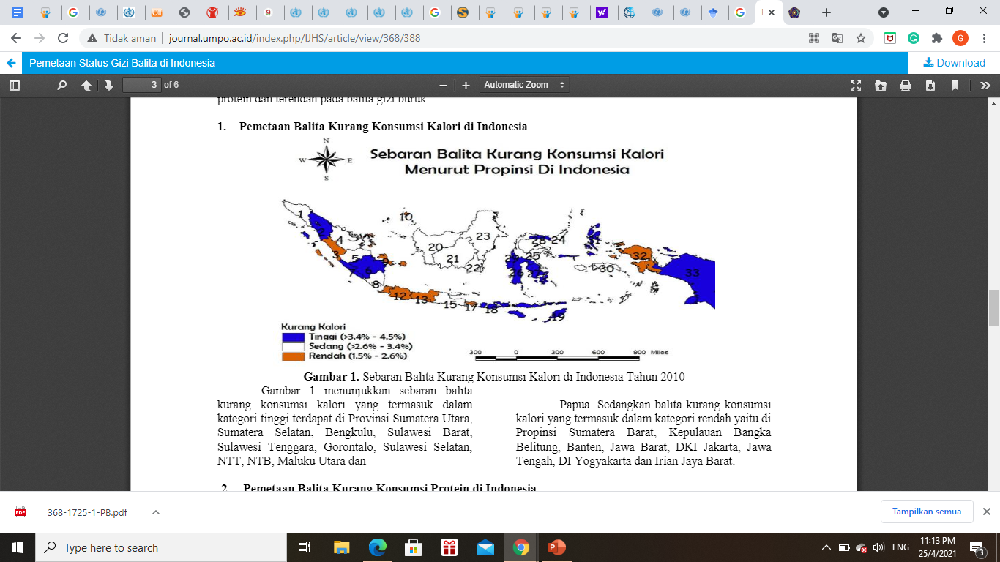 Tidak aman
journal.umpo.ac.id/index.php/IJHS/article/view/368/388
Pemetaan Status Gizi Balita di Indonesia
Download
3 of 6
Automatic Zoom
protein dan terendah pada balita gizi buruk.
1. Pemetaan Balita Kurang Konsumsi Kalori di Indonesia
N
W E
S
Sebaran Balita Kurang Konsumsi Kalori
Menurut Propinsi Di Indonesia
1
2
3
4
5
6
7
8
9
10
12
13
15
17
18
19
20
21
22
23
24
25
26
27
28
29
30
32
33
Kurang Kalori
Tinggi (>3.4% - 4.5%)
Sedang (>2.6% - 3.4%)
Rendah (1.5% - 2.6%)
300 0 300 600 900 Miles
Gambar 1. Sebaran Balita Kurang Konsumsi Kalori di Indonesia Tahun 2010
Gambar 1 menunjukkan sebaran balita
kurang konsumsi kalori yang termasuk dalam
kategori tinggi terdapat di Provinsi Sumatera Utara,
Sumatera Selatan, Bengkulu, Sulawesi Barat,
Sulawesi Tenggara, Gorontalo, Sulawesi Selatan,
NTT, NTB, Maluku Utara dan
Papua. Sedangkan balita kurang konsumsi
kalori yang termasuk dalam kategori rendah yaitu di
Propinsi Sumatera Barat, Kepulauan Bangka
Belitung, Banten, Jawa Barat, DKI Jakarta, Jawa
Tengah, DI Yogyakarta dan Irian Jaya Barat.
2. Pemetaan Balita Kurang Konsumsi Protein di Indonesia
368-1725-1-PB.pdf
Tampilkan semua
Type here to search
ENG
11:13 PM
25/4/2021
3